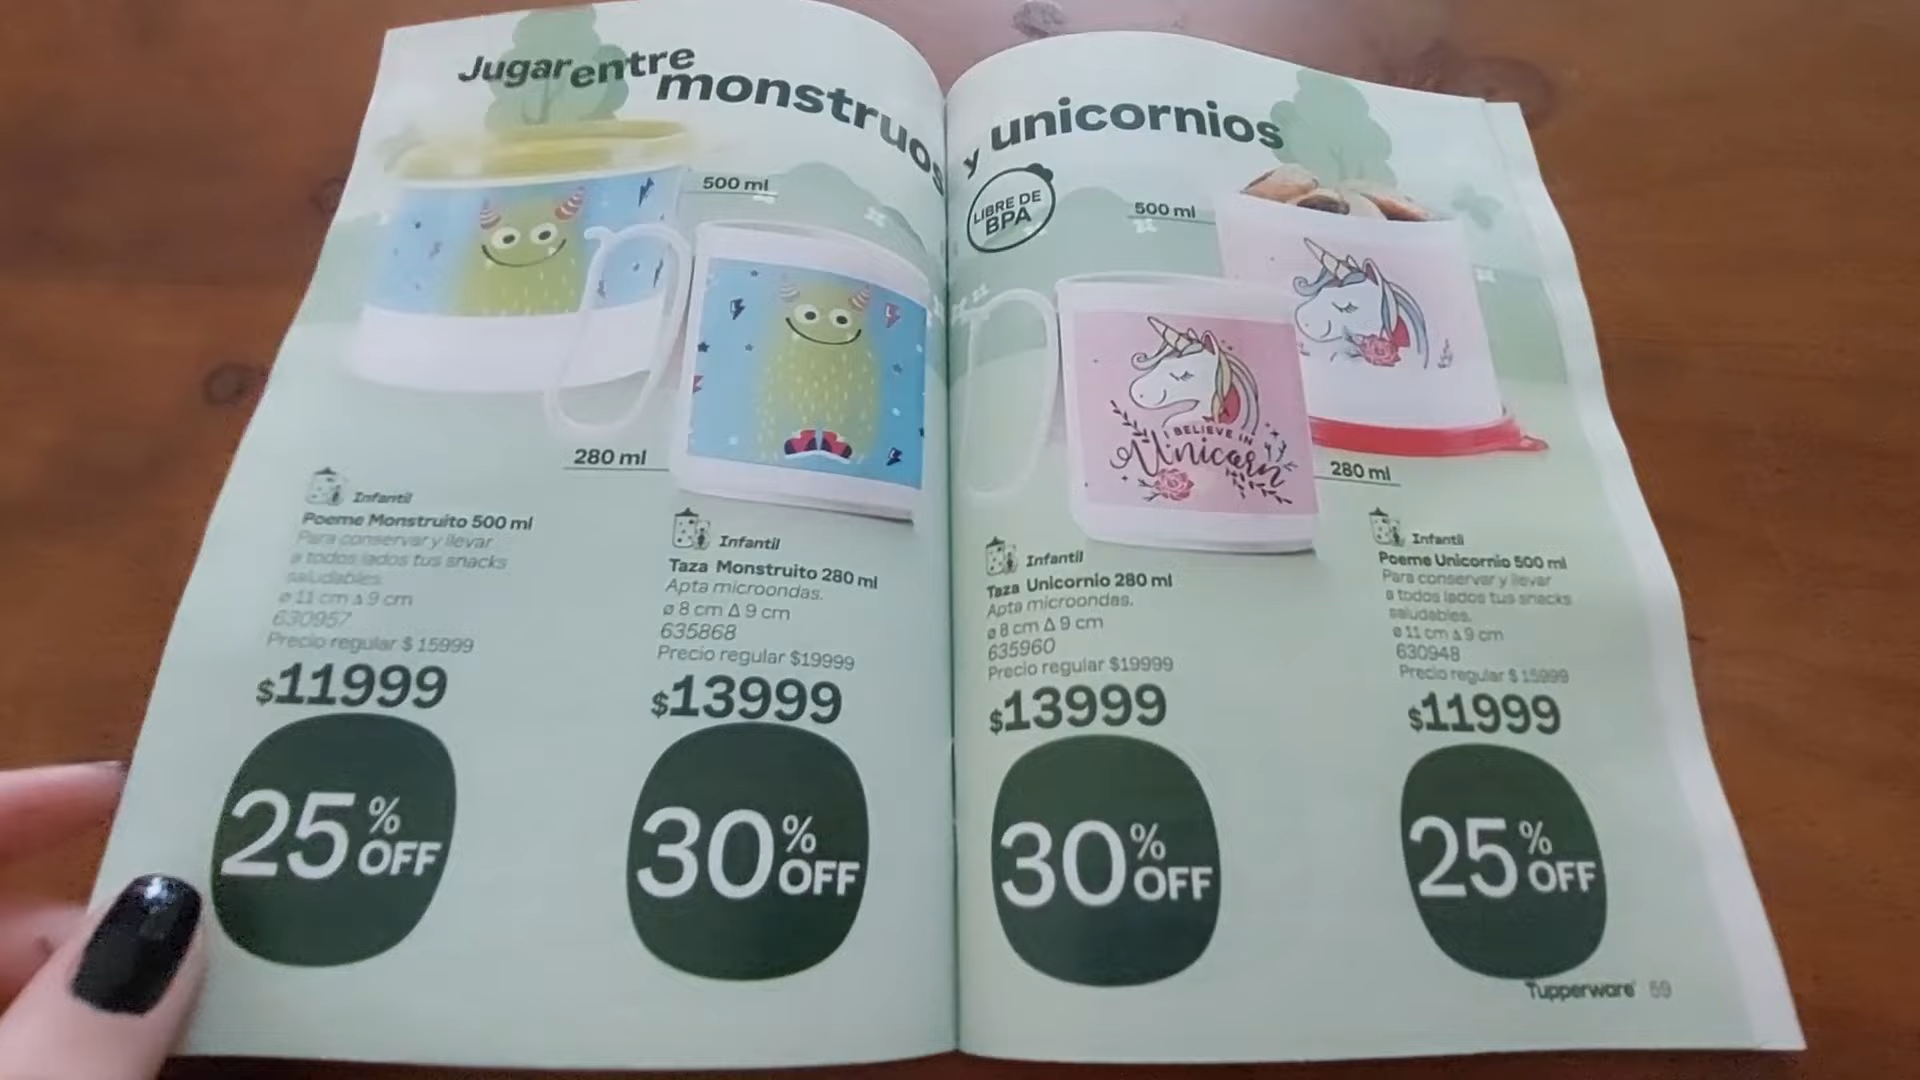 Jugar entre
monstruos
y unicornios
500 ml
280 ml
LIBRE DE
BPA
500 ml
280 ml
I BELIEVE IN
Unicorn
Infantil
Poeme Monstruito 500 ml
Para conservar y llevar
a todos lados tus snacks
saludables.
ø 11 cm ∆ 9 cm
630957
Precio regular $ 15999
$11999
25% OFF
Infantil
Taza Monstruito 280 ml
Apta microondas.
ø 8 cm ∆ 9 cm
635868
Precio regular $19999
$13999
30% OFF
Infantil
Taza Unicornio 280 ml
Apta microondas.
ø 8 cm ∆ 9 cm
635960
Precio regular $19999
$13999
30% OFF
Infantil
Poeme Unicornio 500 ml
Para conservar y llevar
a todos lados tus snacks
saludables.
ø 11 cm ∆ 9 cm
630948
Precio regular $ 15999
$11999
25% OFF
Tupperware 59